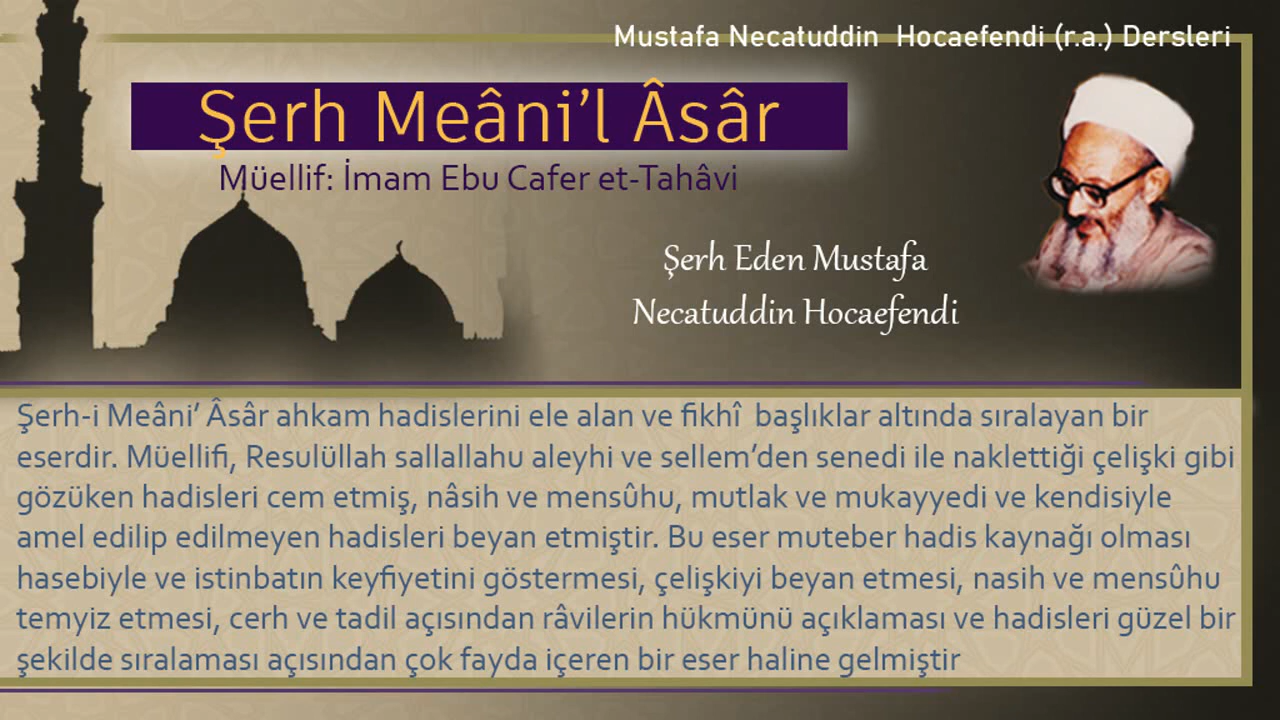 Mustafa Necatuddin Hocaefendi (r.a.) Dersleri
Şerh Meâni’l Âsâr
Müellif: İmam Ebu Cafer et-Tahâvi
Şerh Eden Mustafa
Necatuddin Hocaefendi
Şerh-i Meâni’ Âsâr ahkam hadislerini ele alan ve fıkhî başlıklar altında sıralayan bir
eserdir. Müellifi, Resulüllah sallallahu aleyhi ve sellem’den senedi ile naklettiği çelişki gibi
gözüken hadisleri cem etmiş, nâsih ve mensûhu, mutlak ve mukayyedi ve kendisiyle
amel edilip edilmeyen hadisleri beyan etmiştir. Bu eser muteber hadis kaynağı olması
hasebiyle ve istinbatın keyfiyetini göstermesi, çelişkiyi beyan etmesi, nasih ve mensûhu
temyiz etmesi, cerh ve tadil açısından râvilerin hükmünü açıklaması ve hadisleri güzel bir
şekilde sıralaması açısından çok fayda içeren bir eser haline gelmiştir